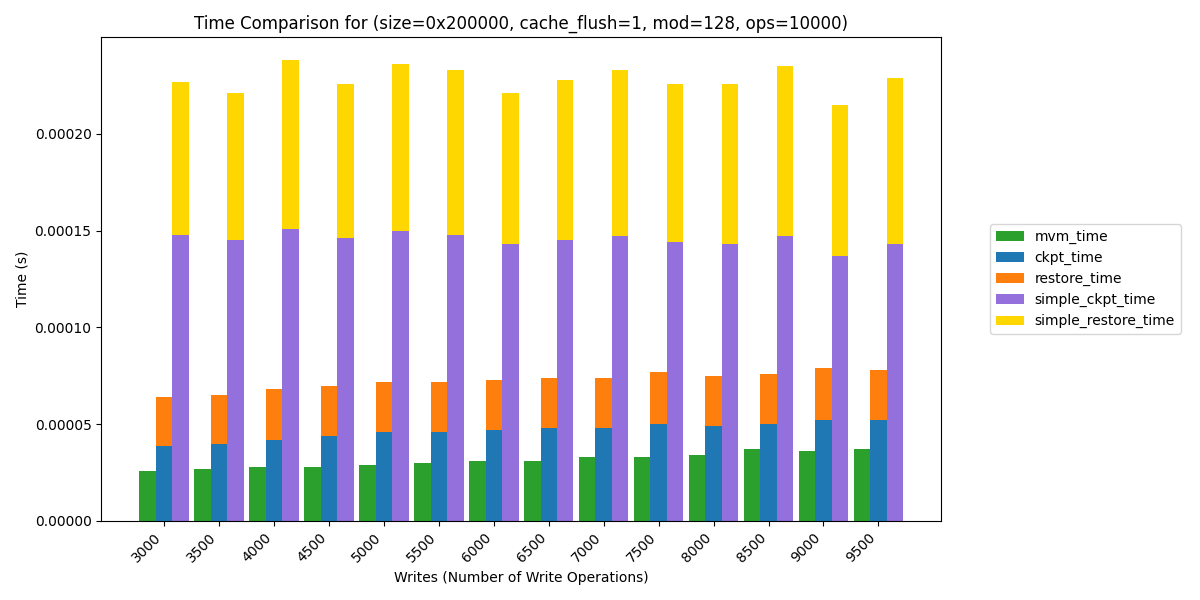 Time Comparison for (size=0x200000, cache_flush=1, mod=128, ops=10000)
Time (s)
0.00020
0.00015
0.00010
0.00005
0.00000
3000
3500
4000
4500
5000
5500
6000
6500
7000
7500
8000
8500
9000
9500
Writes (Number of Write Operations)
mvm_time
ckpt_time
restore_time
simple_ckpt_time
simple_restore_time